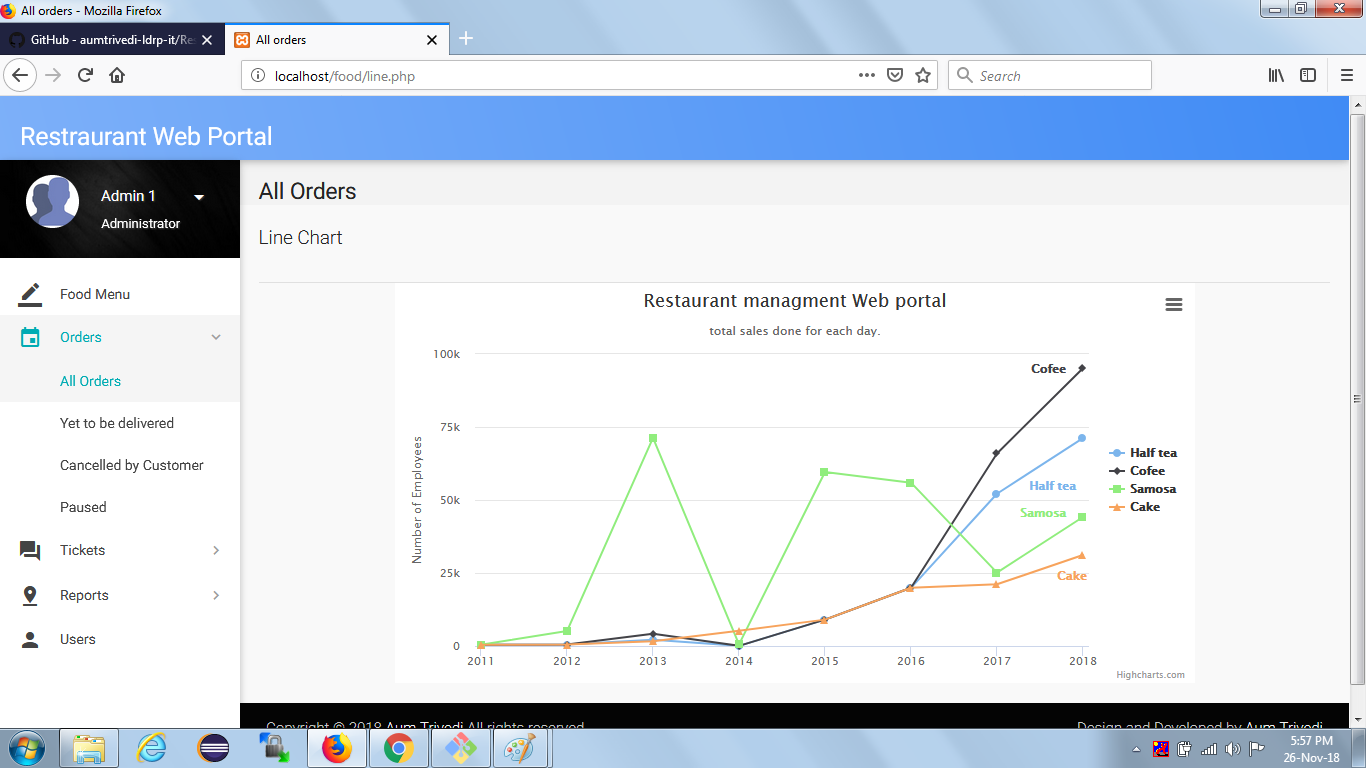 All orders - Mozilla Firefox
GitHub - aumtrivedi-ldrp-it/Re
All orders
localhost/food/line.php
Search
Restraurant Web Portal
Admin 1
Administrator
Food Menu
Orders
All Orders
Yet to be delivered
Cancelled by Customer
Paused
Tickets
Reports
Users
All Orders
Line Chart
Restaurant managment Web portal
total sales done for each day.
Number of Employees
100k
75k
50k
25k
0
2011 2012 2013 2014 2015 2016 2017 2018
Cofee
Half tea
Samosa
Cake
Half tea
Cofee
Samosa
Cake
Highcharts.com
Copyright © 2018 Aum Trivedi All rights reserved
Design and Developed by Aum Trivedi
5:57 PM
26-Nov-18